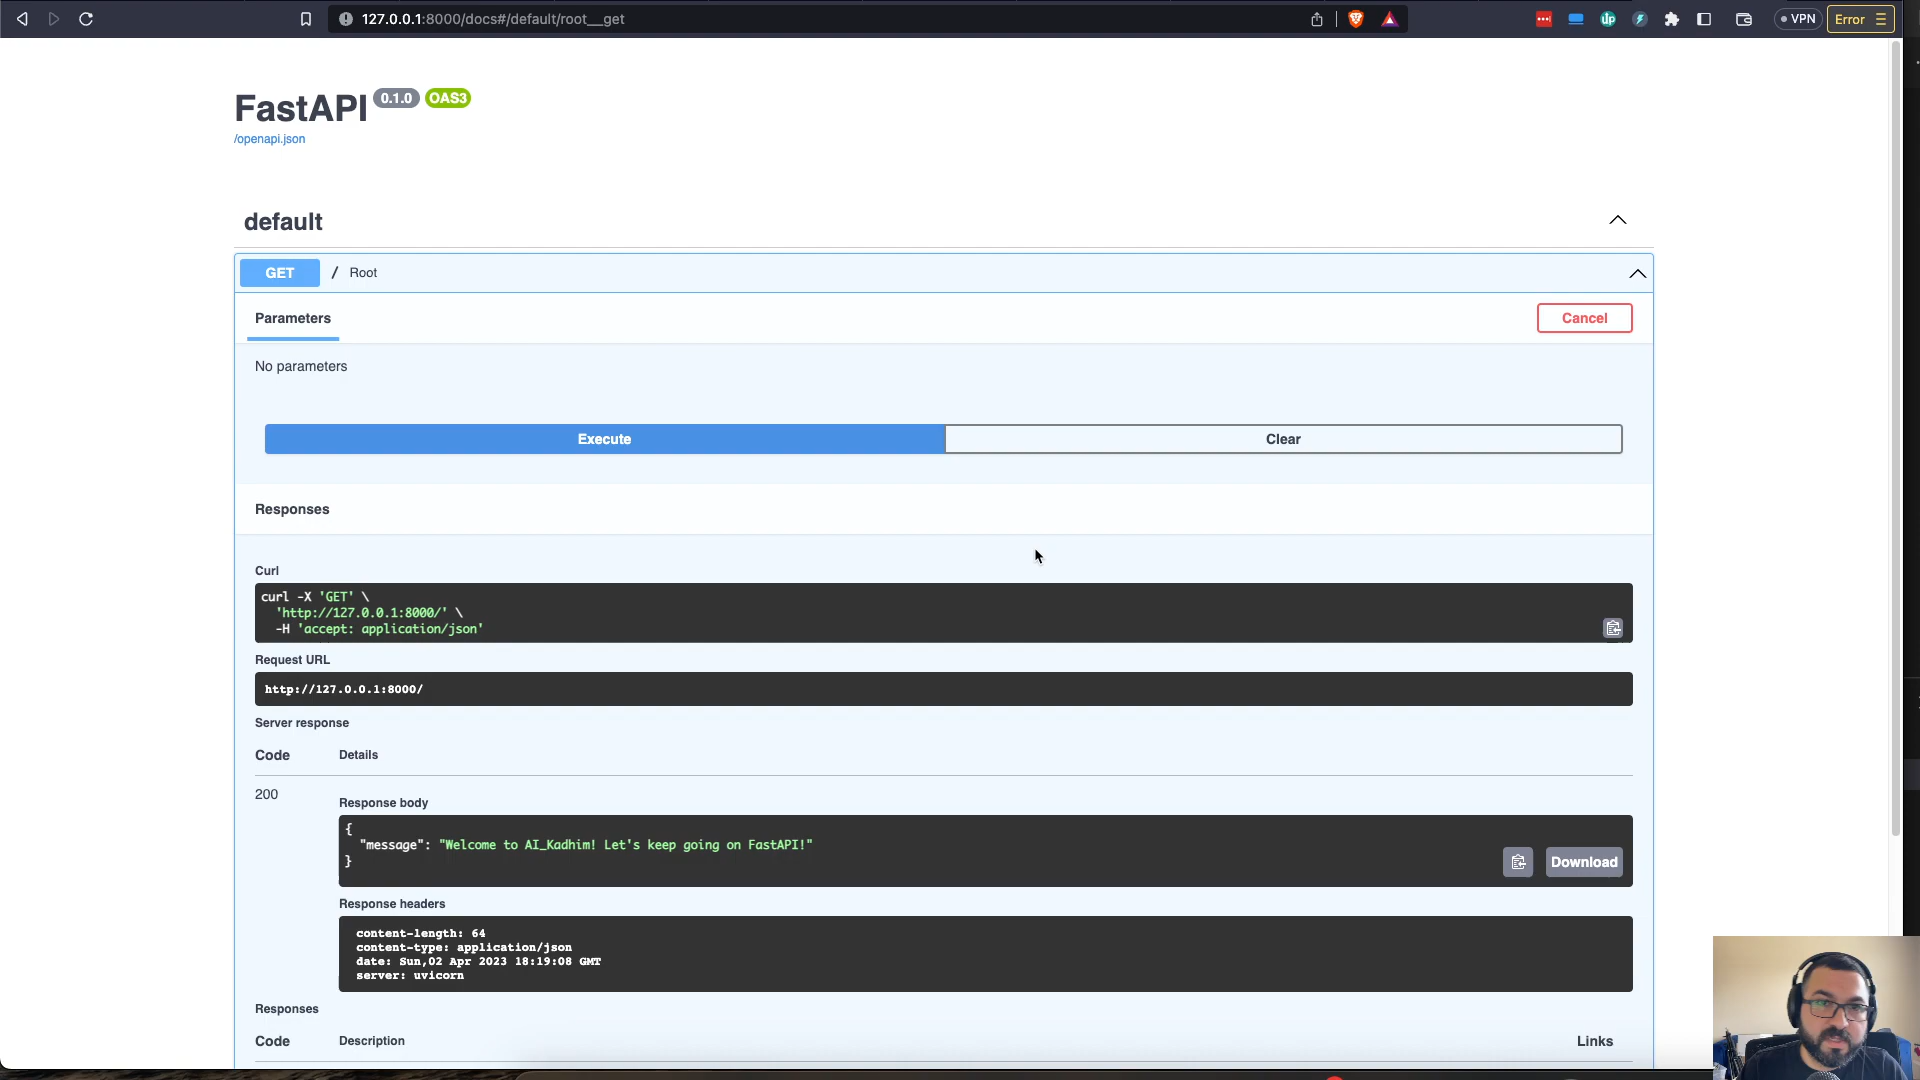 127.0.0.1:8000/docs#/default/root__get
VPN
Error
FastAPI 0.1.0 OAS3
/openapi.json
default
GET / Root
Parameters
Cancel
No parameters
Execute
Clear
Responses
Curl
curl -X 'GET' \
'http://127.0.0.1:8000/' \
-H 'accept: application/json'
Request URL
http://127.0.0.1:8000/
Server response
Code Details
200
Response body
{
"message": "Welcome to AI_Kadhim! Let's keep going on FastAPI!"
}
Download
Response headers
content-length: 64
content-type: application/json
date: Sun,02 Apr 2023 18:19:08 GMT
server: uvicorn
Responses
Code Description Links